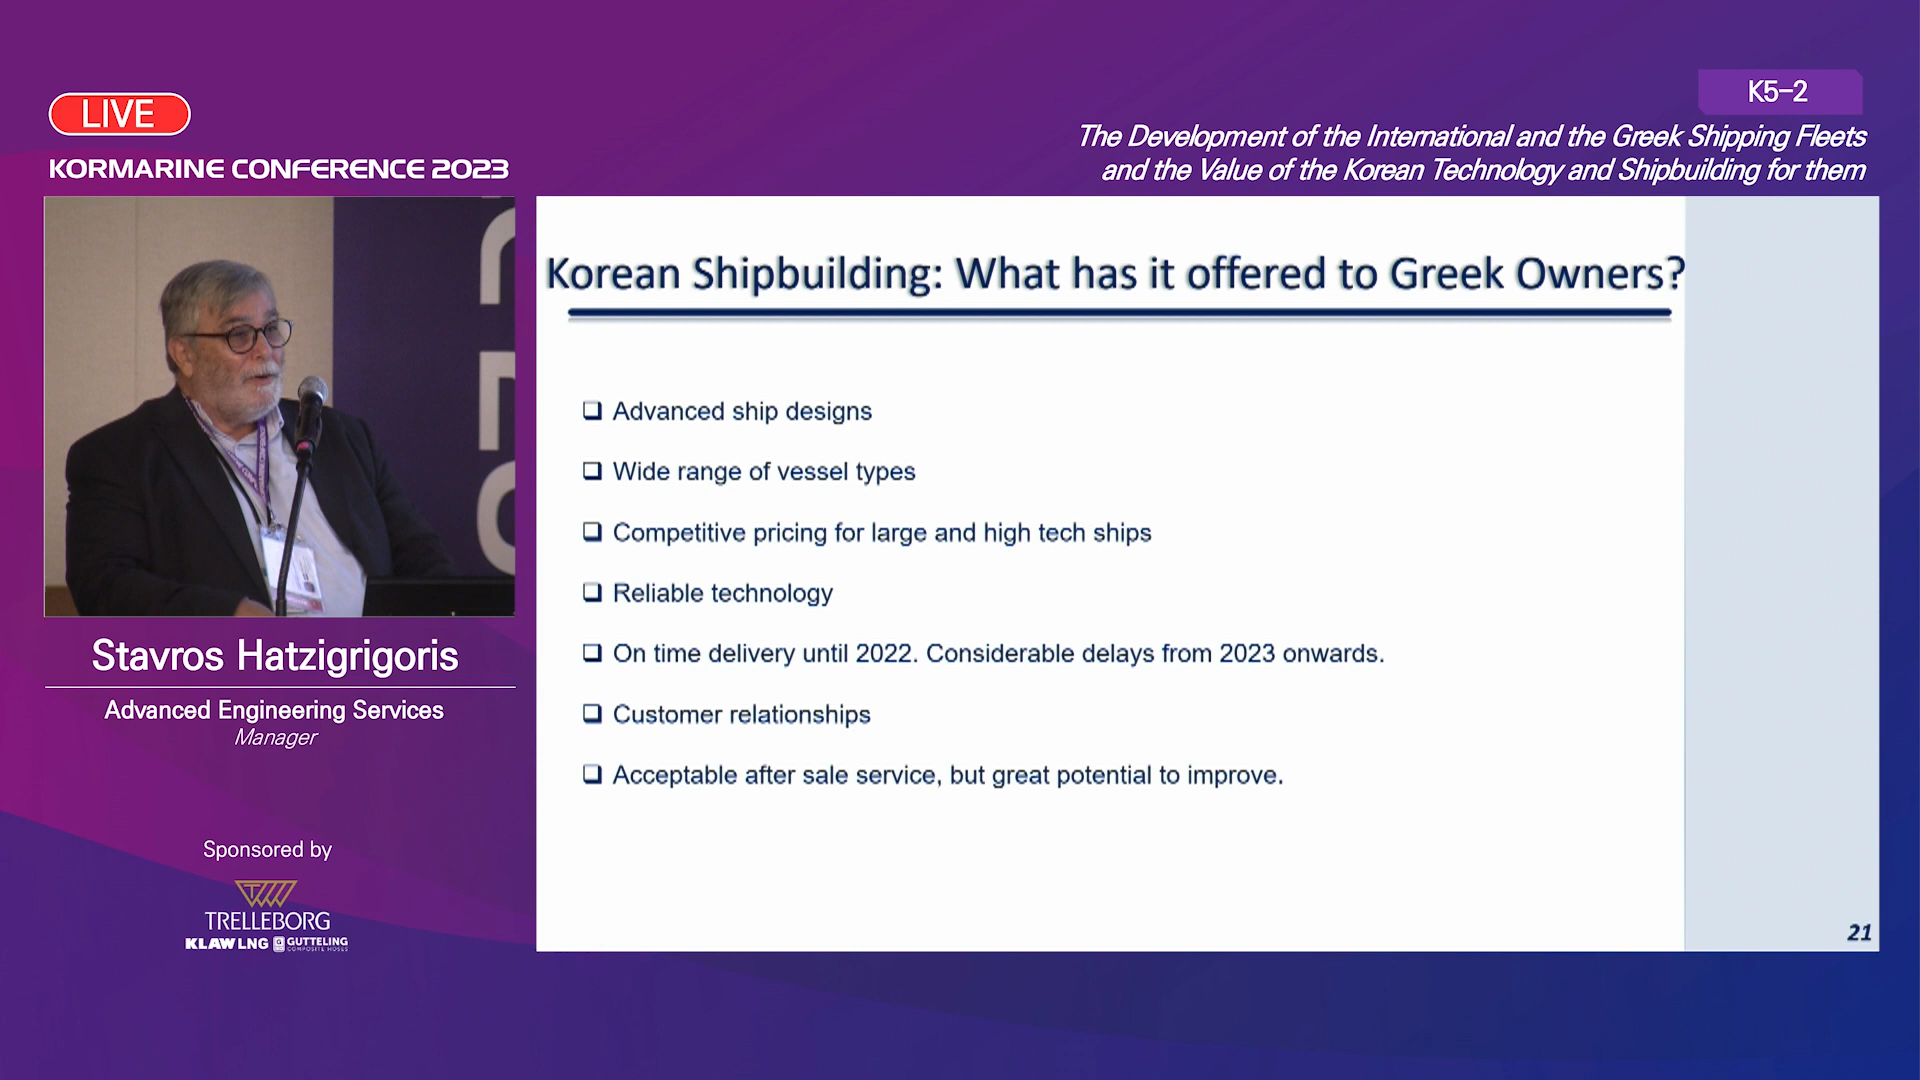 LIVE
KORMARINE CONFERENCE 2023
K5-2
The Development of the International and the Greek Shipping Fleets
and the Value of the Korean Technology and Shipbuilding for them
Korean Shipbuilding: What has it offered to Greek Owners?
❑ Advanced ship designs
❑ Wide range of vessel types
❑ Competitive pricing for large and high tech ships
❑ Reliable technology
❑ On time delivery until 2022. Considerable delays from 2023 onwards.
❑ Customer relationships
❑ Acceptable after sale service, but great potential to improve.
21
Stavros Hatzigrigoris
Advanced Engineering Services
Manager
Sponsored by
TRELLEBORG
KLAW LNG GUTTELING
COMPOSITE HOSES